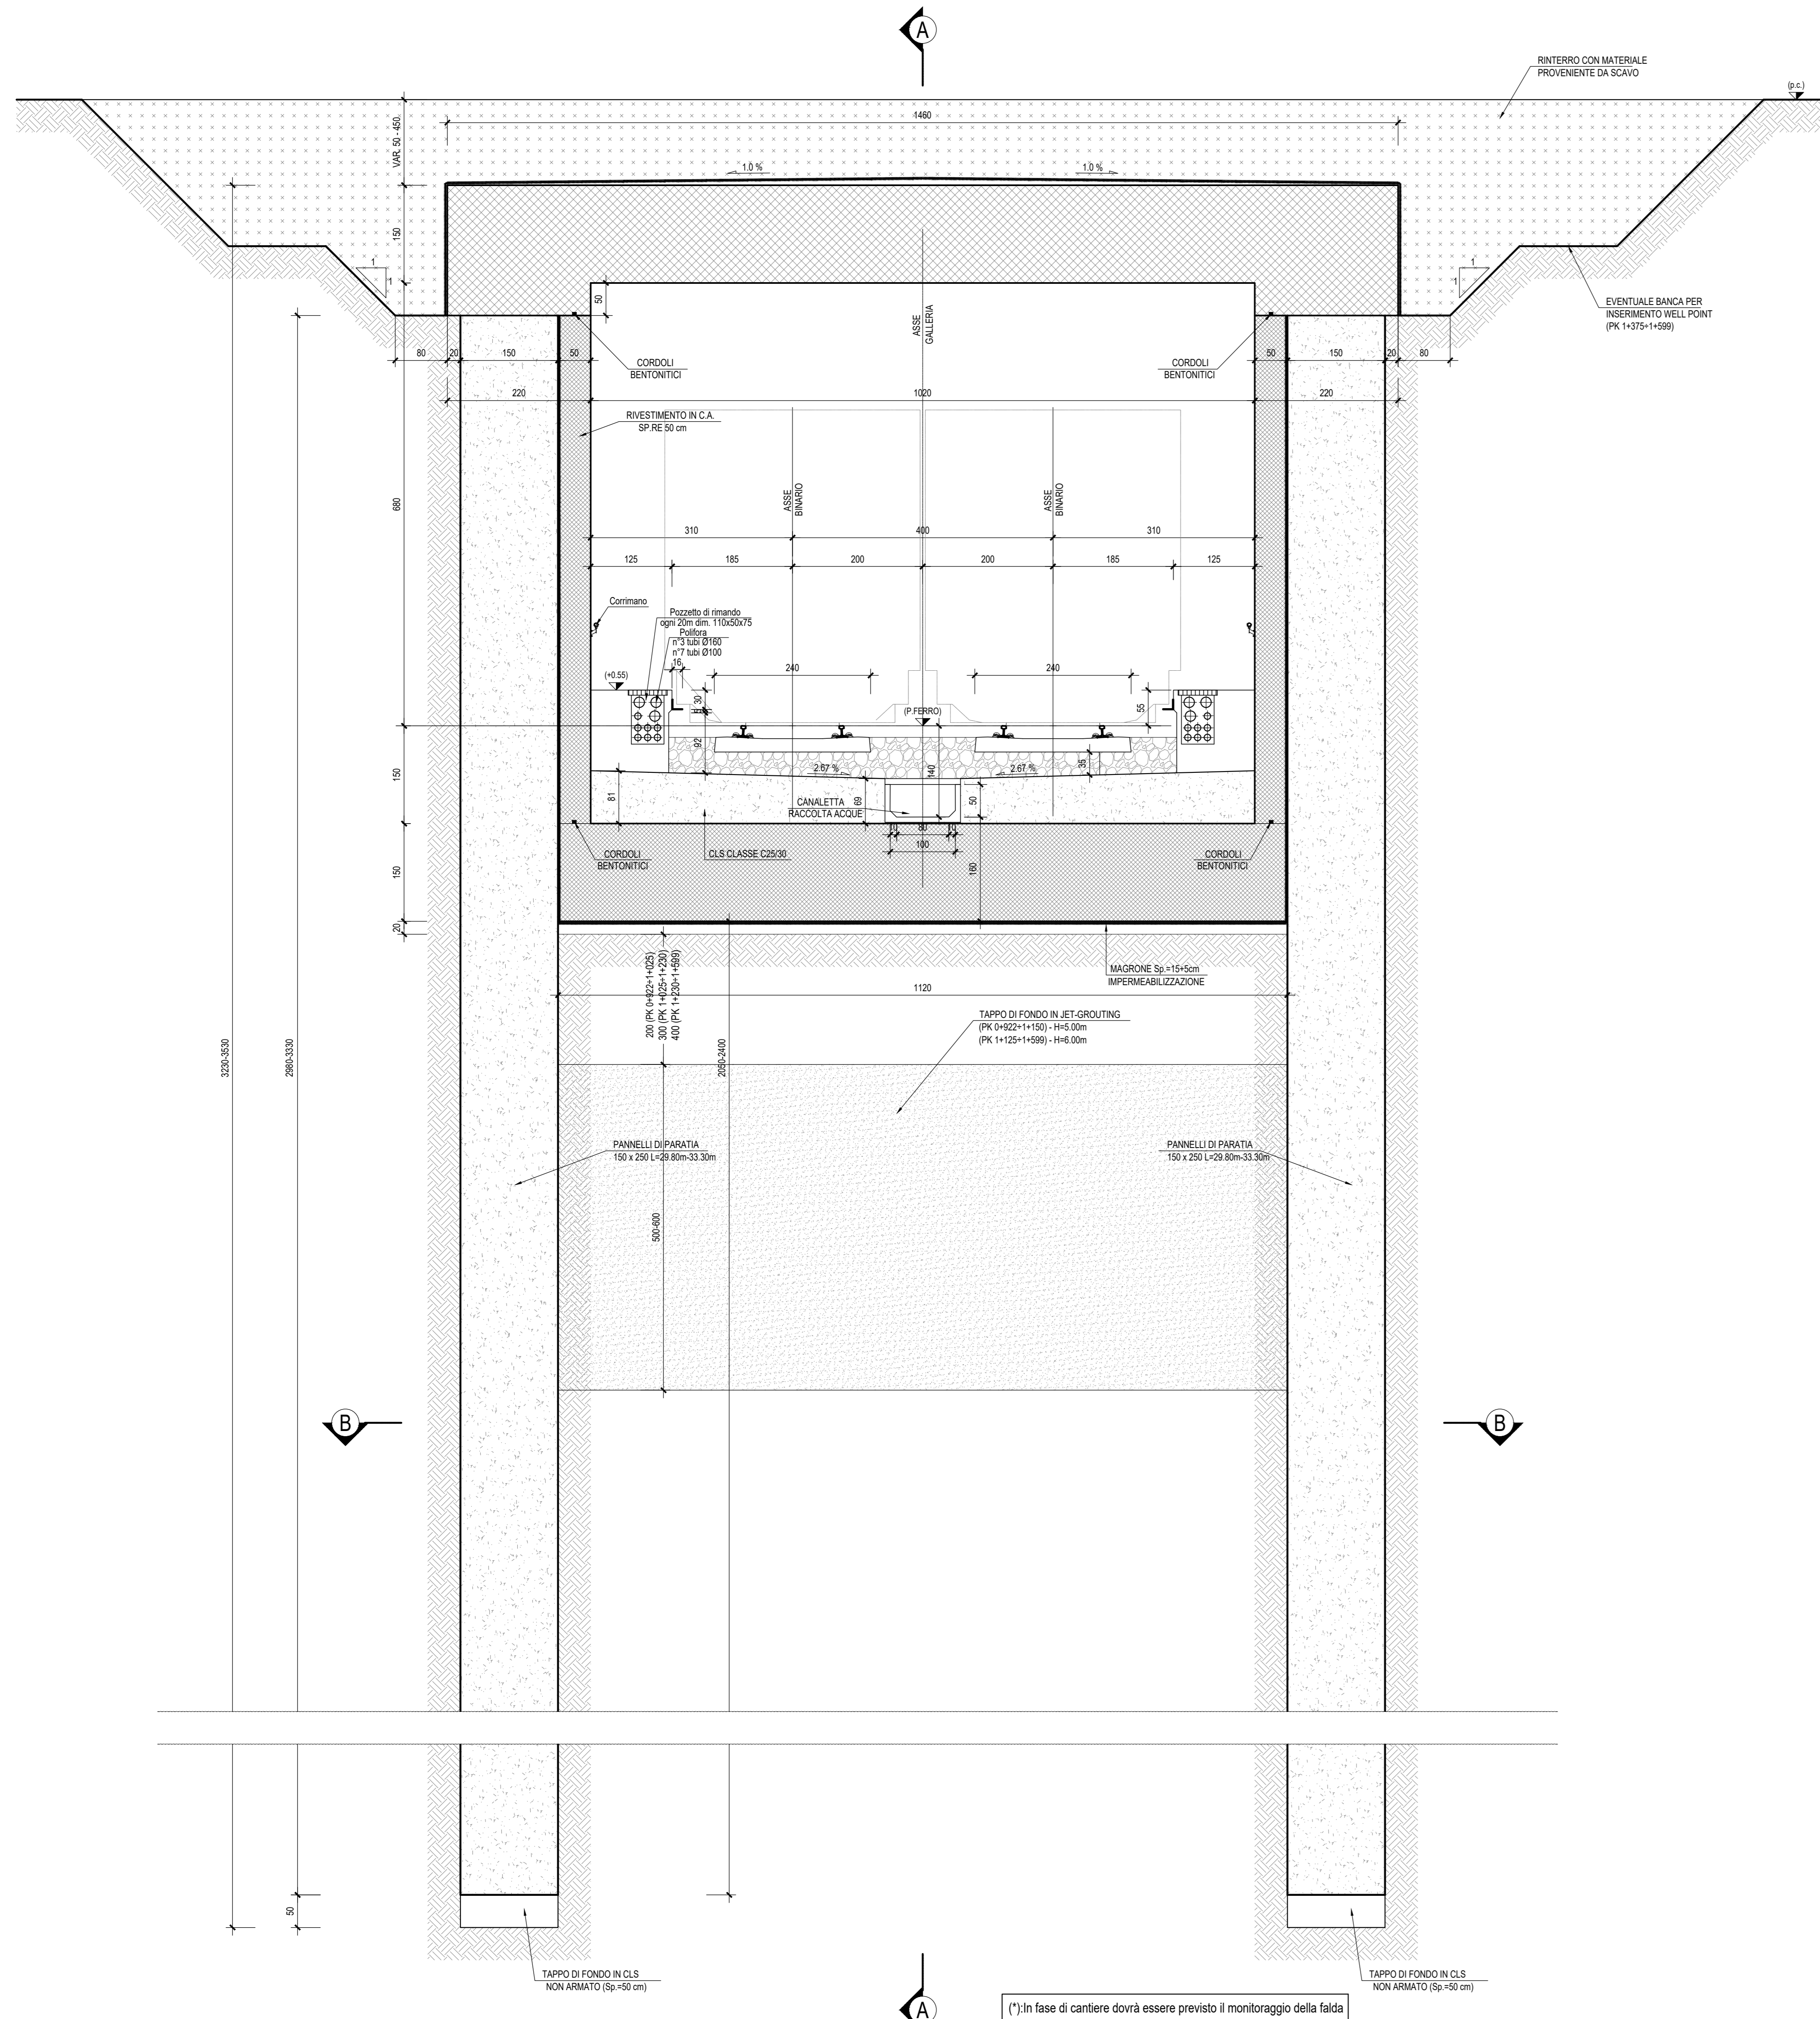 A
RINTERRO CON MATERIALE
PROVENIENTE DA SCAVO
(p.c.)
1460
VAR. 50 - 450
1.0 %
1.0 %
150
1
1
1
1
50
ASSE
GALLERIA
EVENTUALE BANCA PER
INSERIMENTO WELL POINT
(PK 1+375÷1+599)
80
20
150
50
CORDOLI
BENTONITICI
CORDOLI
BENTONITICI
50
150
20
80
220
1020
220
RIVESTIMENTO IN C.A.
SP.RE 50 cm
680
ASSE
BINARIO
ASSE
BINARIO
310
400
310
125
185
200
200
185
125
Corrimano
Pozzetto di rimando
ogni 20m dim. 110x50x75
Polifora
n°3 tubi Ø160
n°7 tubi Ø100
16
240
240
(+0.55)
30
5
55
(P.FERRO)
92
150
2.67 %
140
2.67 %
35
81
CANALETTA
RACCOLTA ACQUE
69
50
10
80
10
100
CORDOLI
BENTONITICI
CLS CLASSE C25/30
CORDOLI
BENTONITICI
150
160
20
200 (PK 0+922÷1+025)
300 (PK 1+025÷1+230)
400 (PK 1+230÷1+599)
MAGRONE Sp.=15+5cm
IMPERMEABILIZZAZIONE
1120
TAPPO DI FONDO IN JET-GROUTING
(PK 0+922÷1+150) - H=5.00m
(PK 1+125÷1+599) - H=6.00m
3230-3530
2980-3330
2050-2400
PANNELLI DI PARATIA
150 x 250 L=29.80m-33.30m
PANNELLI DI PARATIA
150 x 250 L=29.80m-33.30m
500-600
B
B
50
TAPPO DI FONDO IN CLS
NON ARMATO (Sp.=50 cm)
TAPPO DI FONDO IN CLS
NON ARMATO (Sp.=50 cm)
A
(*):In fase di cantiere dovrà essere previsto il monitoraggio della falda